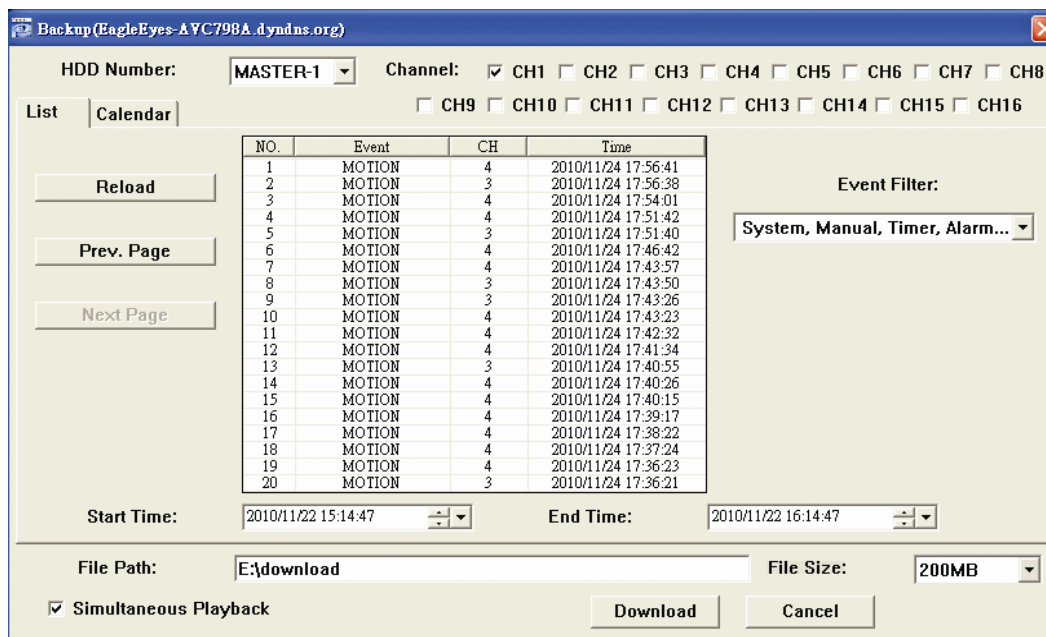 Backup(EagleEyes-AVC798A.dyndns.org)
HDD Number: MASTER-1 Channel: CH1 CH2 CH3 CH4 CH5 CH6 CH7 CH8
CH9 CH10 CH11 CH12 CH13 CH14 CH15 CH16
List Calendar
NO. Event CH Time
1 MOTION 4 2010/11/24 17:56:41
2 MOTION 3 2010/11/24 17:56:38
3 MOTION 4 2010/11/24 17:54:01
4 MOTION 4 2010/11/24 17:51:42
5 MOTION 3 2010/11/24 17:51:40
6 MOTION 4 2010/11/24 17:46:42
7 MOTION 4 2010/11/24 17:43:57
8 MOTION 3 2010/11/24 17:43:50
9 MOTION 3 2010/11/24 17:43:26
10 MOTION 4 2010/11/24 17:43:23
11 MOTION 4 2010/11/24 17:42:32
12 MOTION 4 2010/11/24 17:41:34
13 MOTION 3 2010/11/24 17:40:55
14 MOTION 4 2010/11/24 17:40:26
15 MOTION 4 2010/11/24 17:40:15
16 MOTION 4 2010/11/24 17:39:17
17 MOTION 4 2010/11/24 17:38:22
18 MOTION 4 2010/11/24 17:37:24
19 MOTION 4 2010/11/24 17:36:23
20 MOTION 3 2010/11/24 17:36:21
Reload
Prev. Page
Next Page
Event Filter:
System, Manual, Timer, Alarm...
Start Time: 2010/11/22 15:14:47 End Time: 2010/11/22 16:14:47
File Path: E:\download File Size: 200MB
Simultaneous Playback Download Cancel